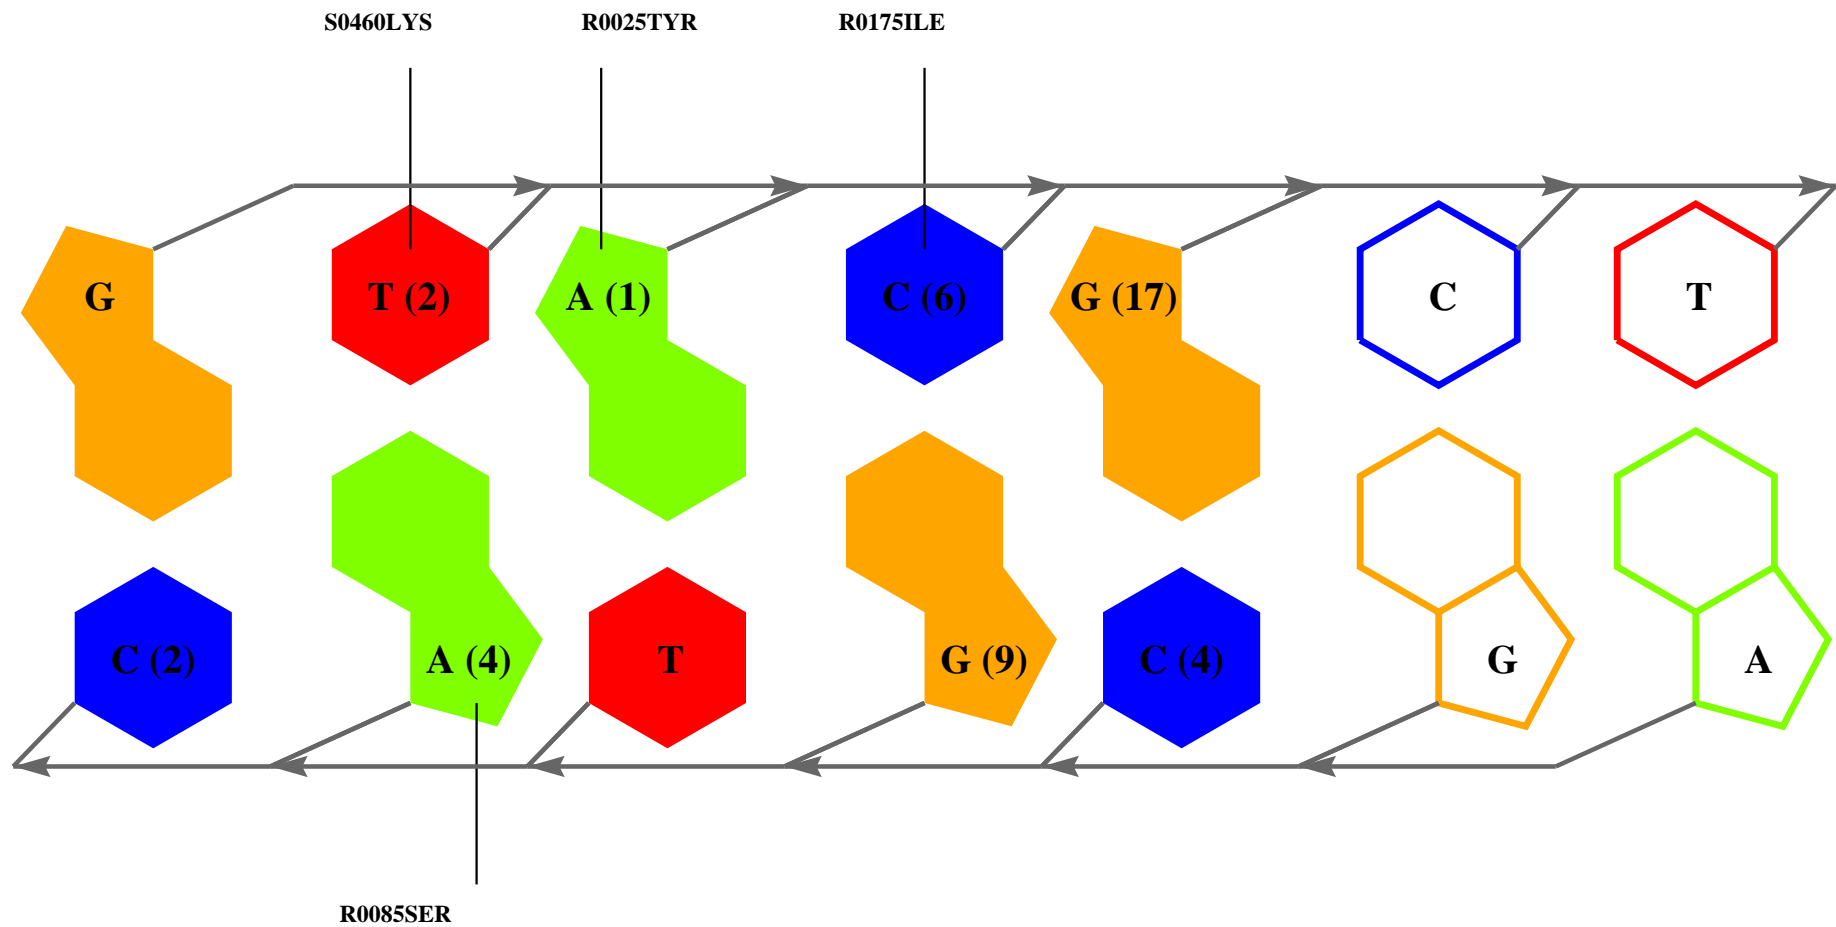 S0460LYS R0025TYR R0175ILE
G T (2) A (1) C (6) G (17) C T
C (2) A (4) T G (9) C (4) G A
R0085SER